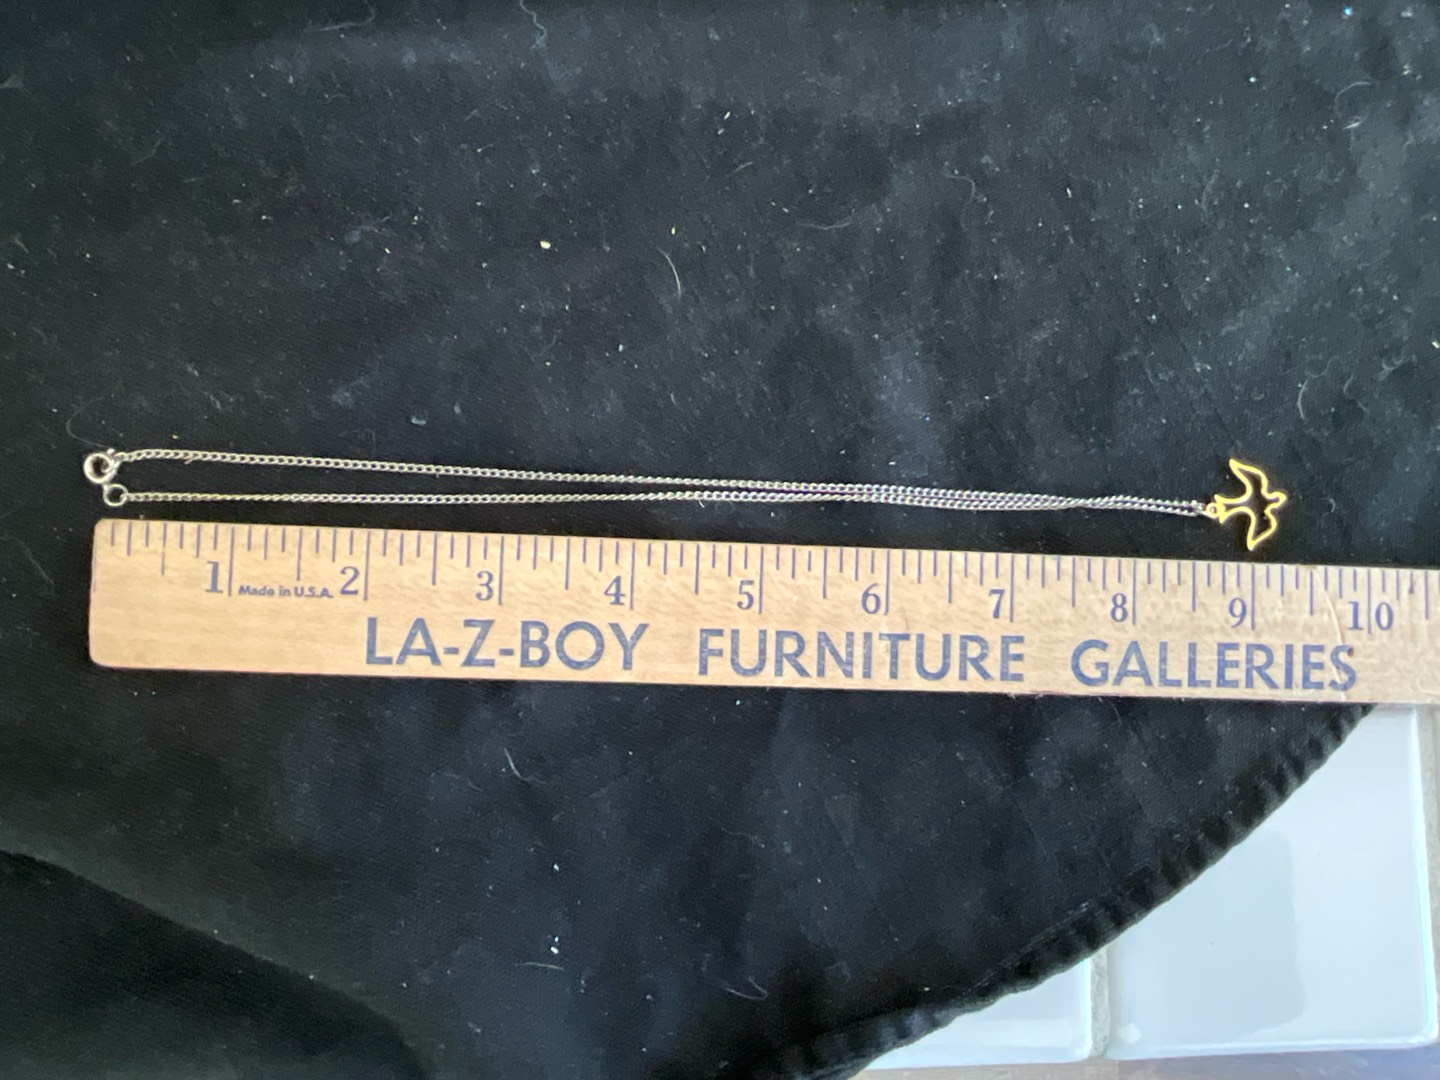 1 Made in U.S.A. 2 3 4 5 6 7 8 9 10
LA-Z-BOY FURNITURE GALLERIES